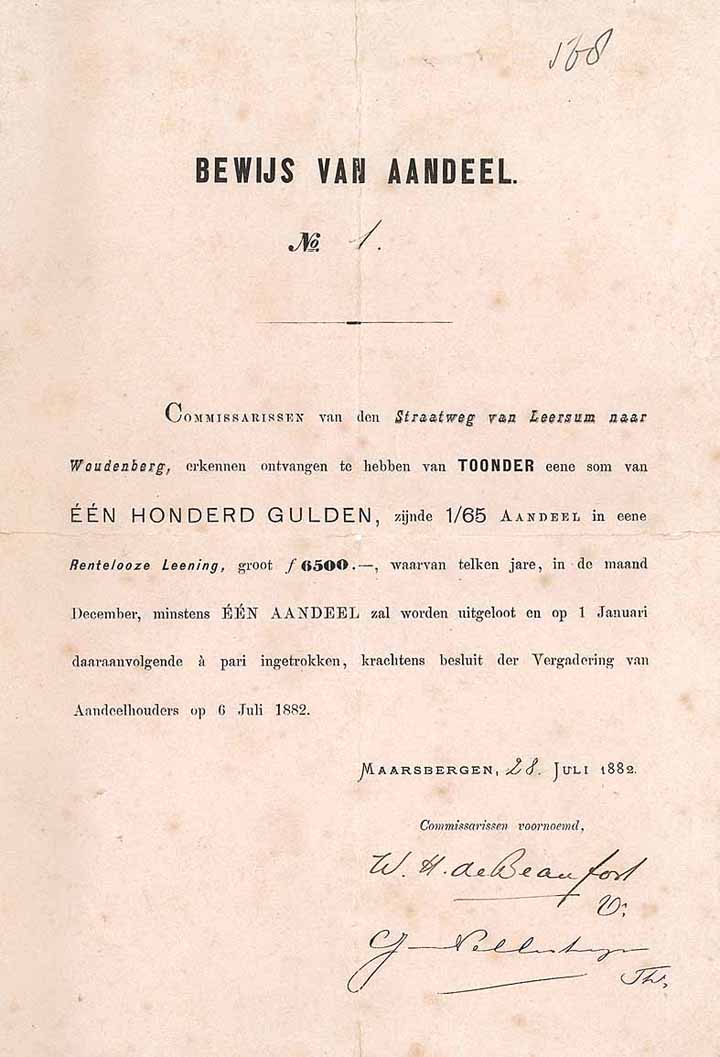 168
BEWIJS VAN AANDEEL.
No. 1.
COMMISSARISSEN van den Straatweg van Leersum naar
Woudenberg, erkennen ontvangen te hebben van TOONDER eene som van
ÉÉN HONDERD GULDEN, zijnde 1/65 AANDEEL in eene
Rentelooze Leening, groot f 6500.—, waarvan telken jare, in de maand
December, minstens ÉÉN AANDEEL zal worden uitgeloot en op 1 Januari
daaraanvolgende à pari ingetrokken, krachtens besluit der Vergadering van
Aandeelhouders op 6 Juli 1882.
MAARSBERGEN, 28. JULI 1882.
Commissarissen voornoemd,
W. H. de Beaufort